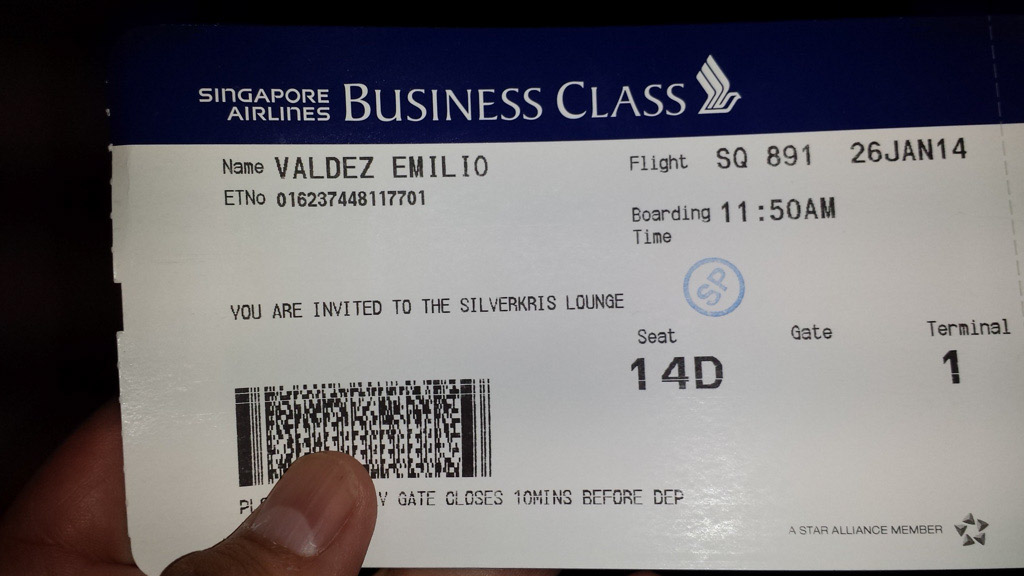 SINGAPORE AIRLINES BUSINESS CLASS
Name VALDEZ EMILIO
ETNo 016237448117701
Flight SQ 891 26JAN14
Boarding Time 11:50AM
SP
YOU ARE INVITED TO THE SILVERKRIS LOUNGE
Seat Gate Terminal
14D 1
GATE CLOSES 10MINS BEFORE DEP
A STAR ALLIANCE MEMBER